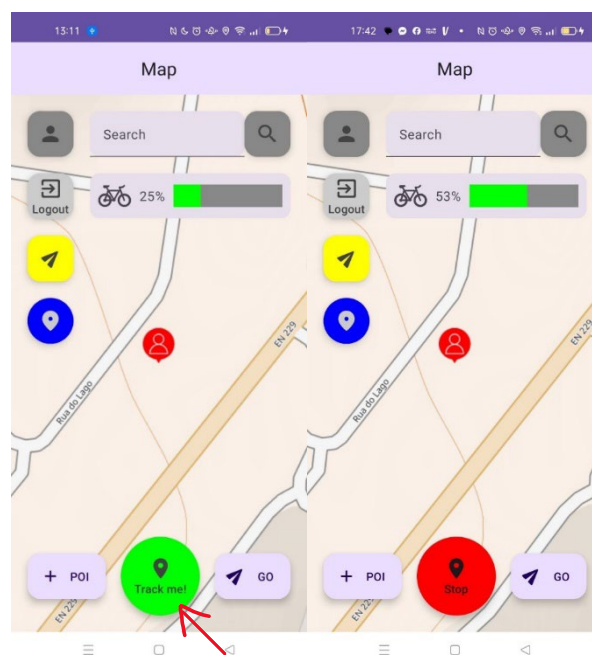 13:11
Map
Search
Logout
25%
EN 229
Rua do Lago
+ POI
Track me!
GO
EN 229
17:42
Map
Search
Logout
53%
EN 229
Rua do Lago
+ POI
Stop
GO